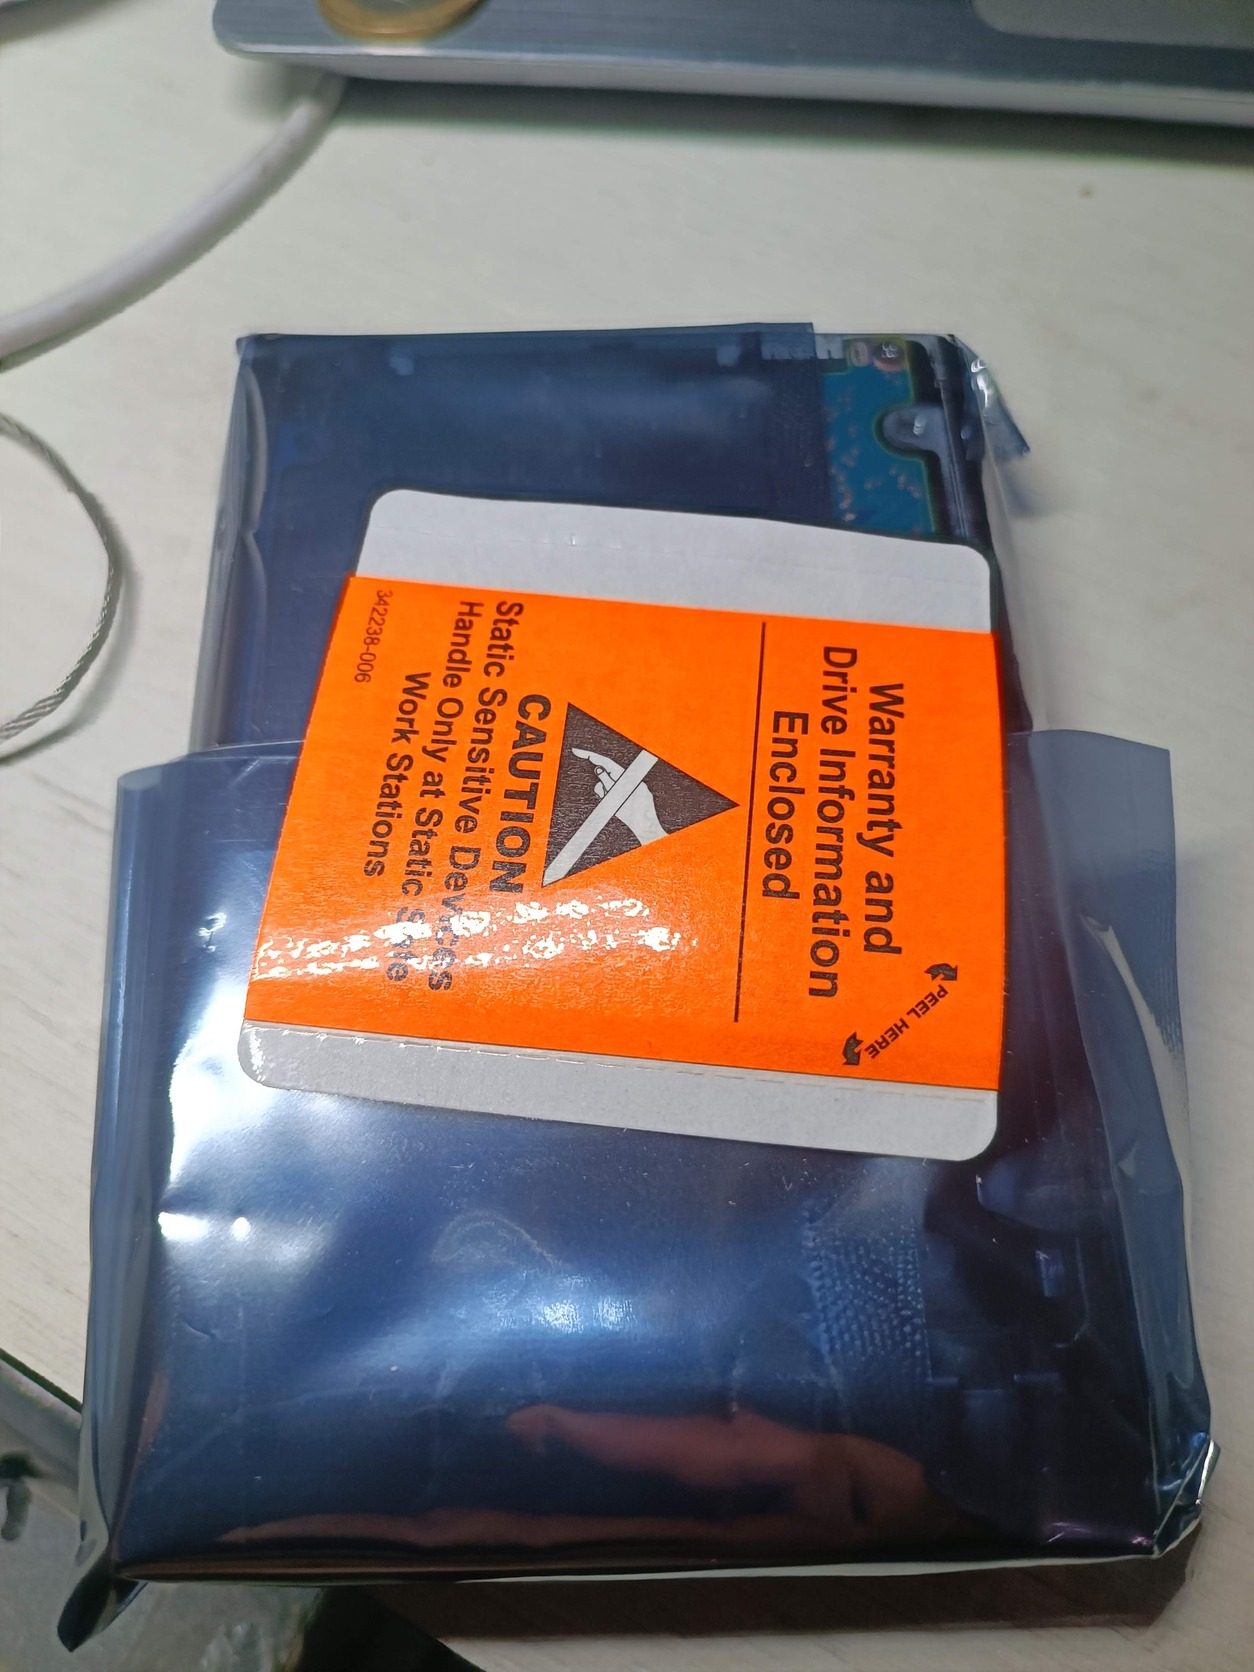 Warranty and
Drive Information
Enclosed
PEEL HERE
CAUTION
Static Sensitive Devices
Handle Only at Static Safe
Work Stations
342238-006